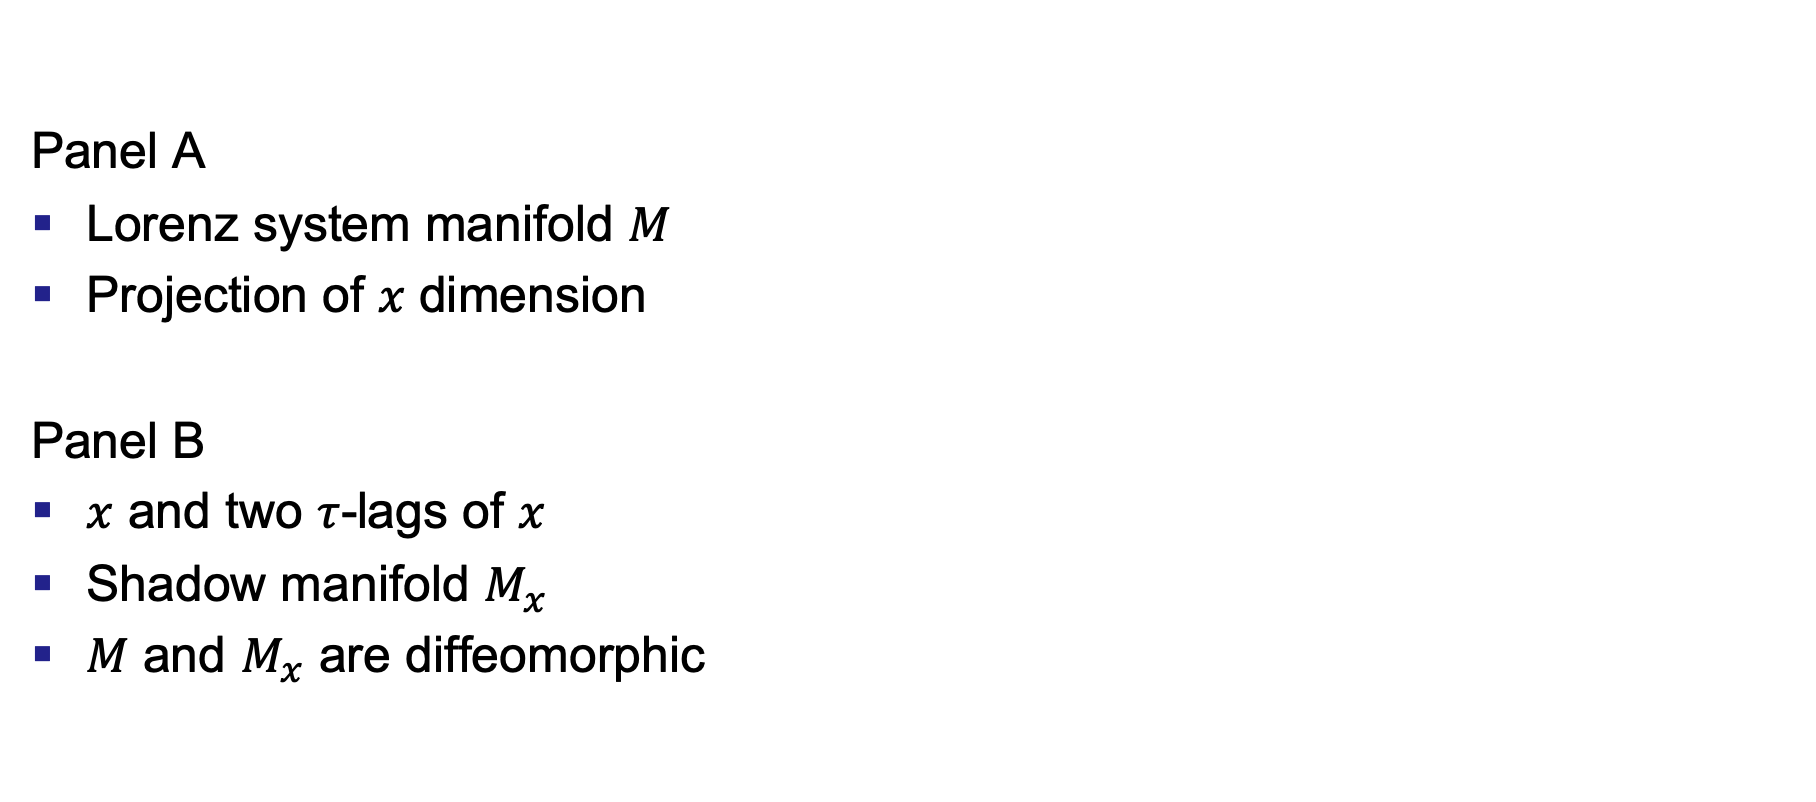 Panel A
▪ Lorenz system manifold M
▪ Projection of x dimension
Panel B
▪ x and two τ-lags of x
▪ Shadow manifold Mₓ
▪ M and Mₓ are diffeomorphic